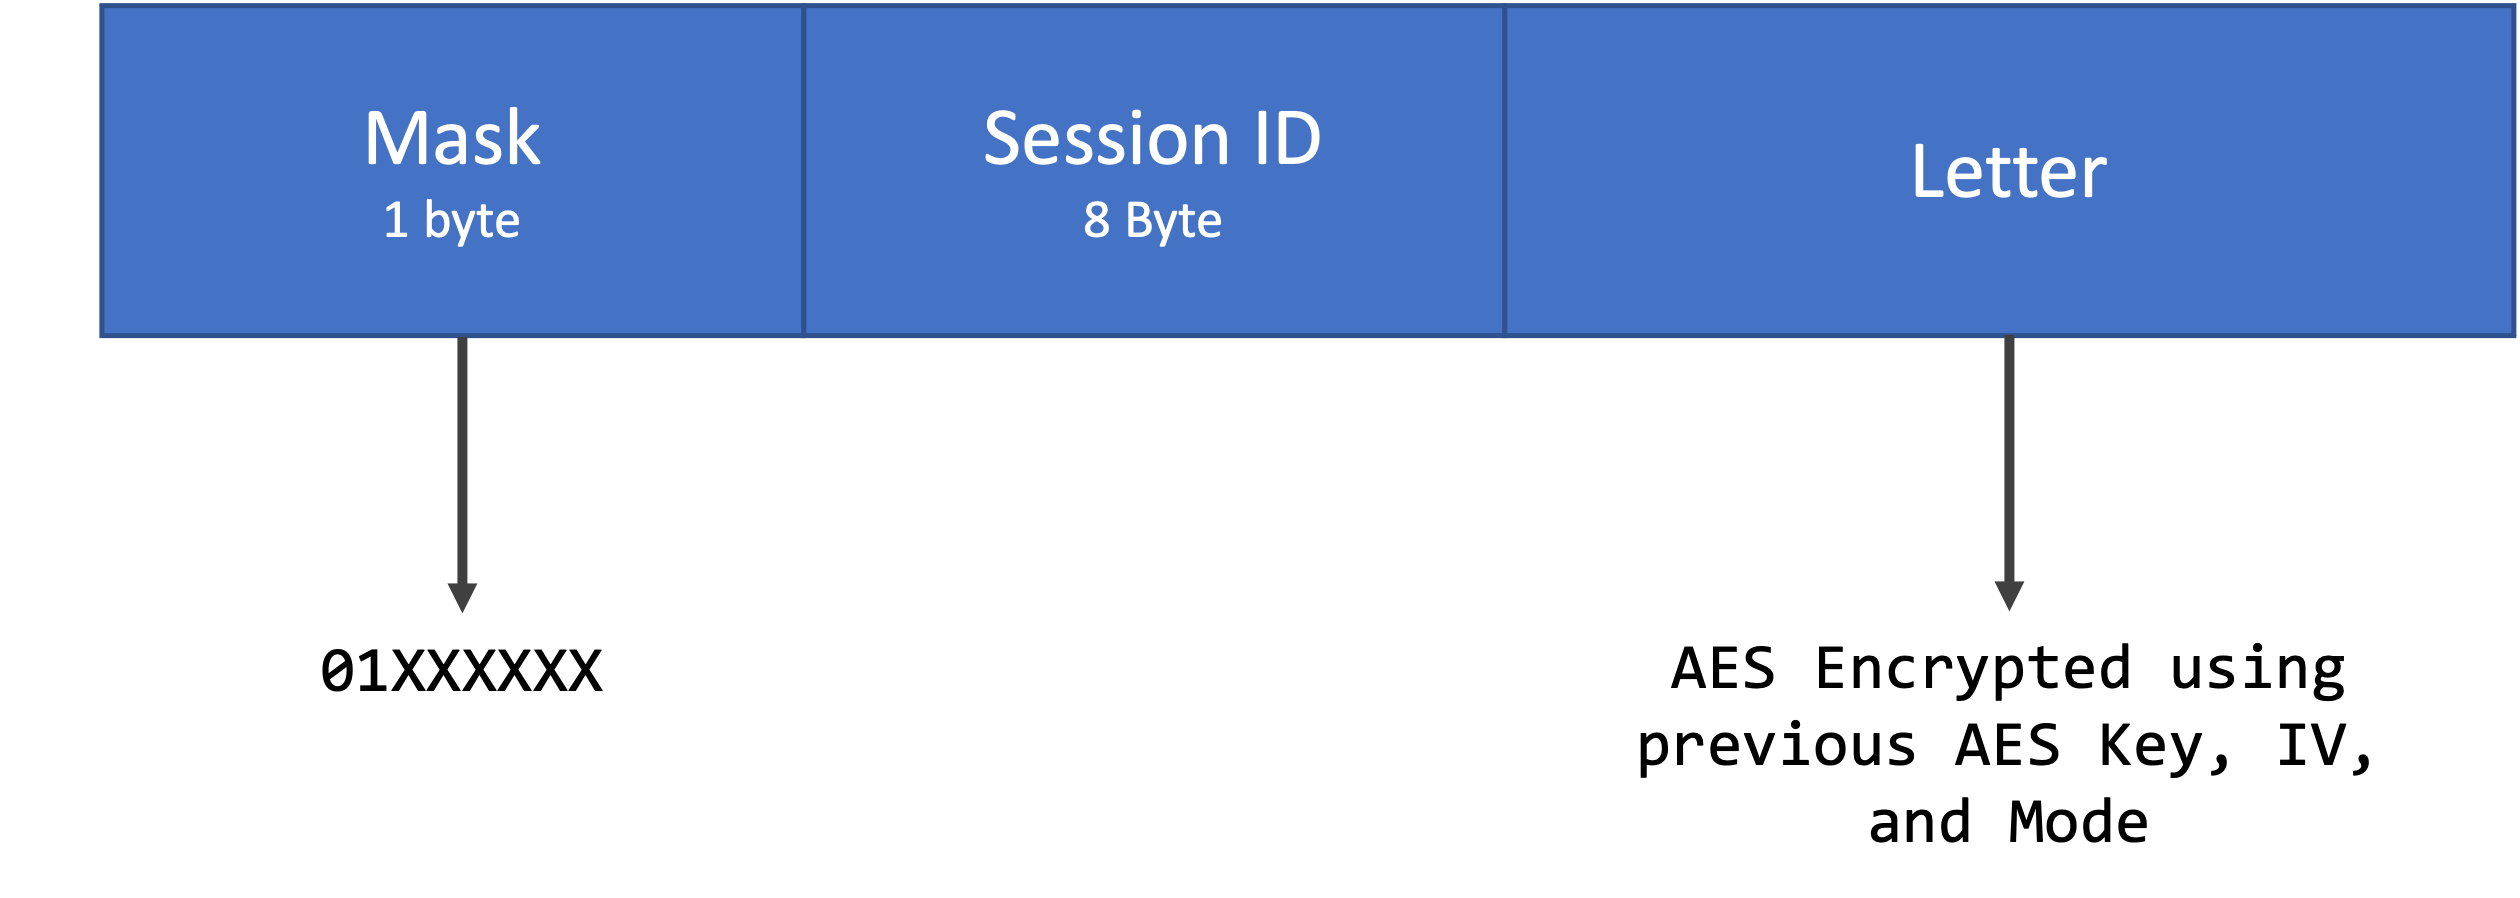 Mask
1 byte
Session ID
8 Byte
Letter
01XXXXXX
AES Encrypted using
previous AES Key, IV,
and Mode